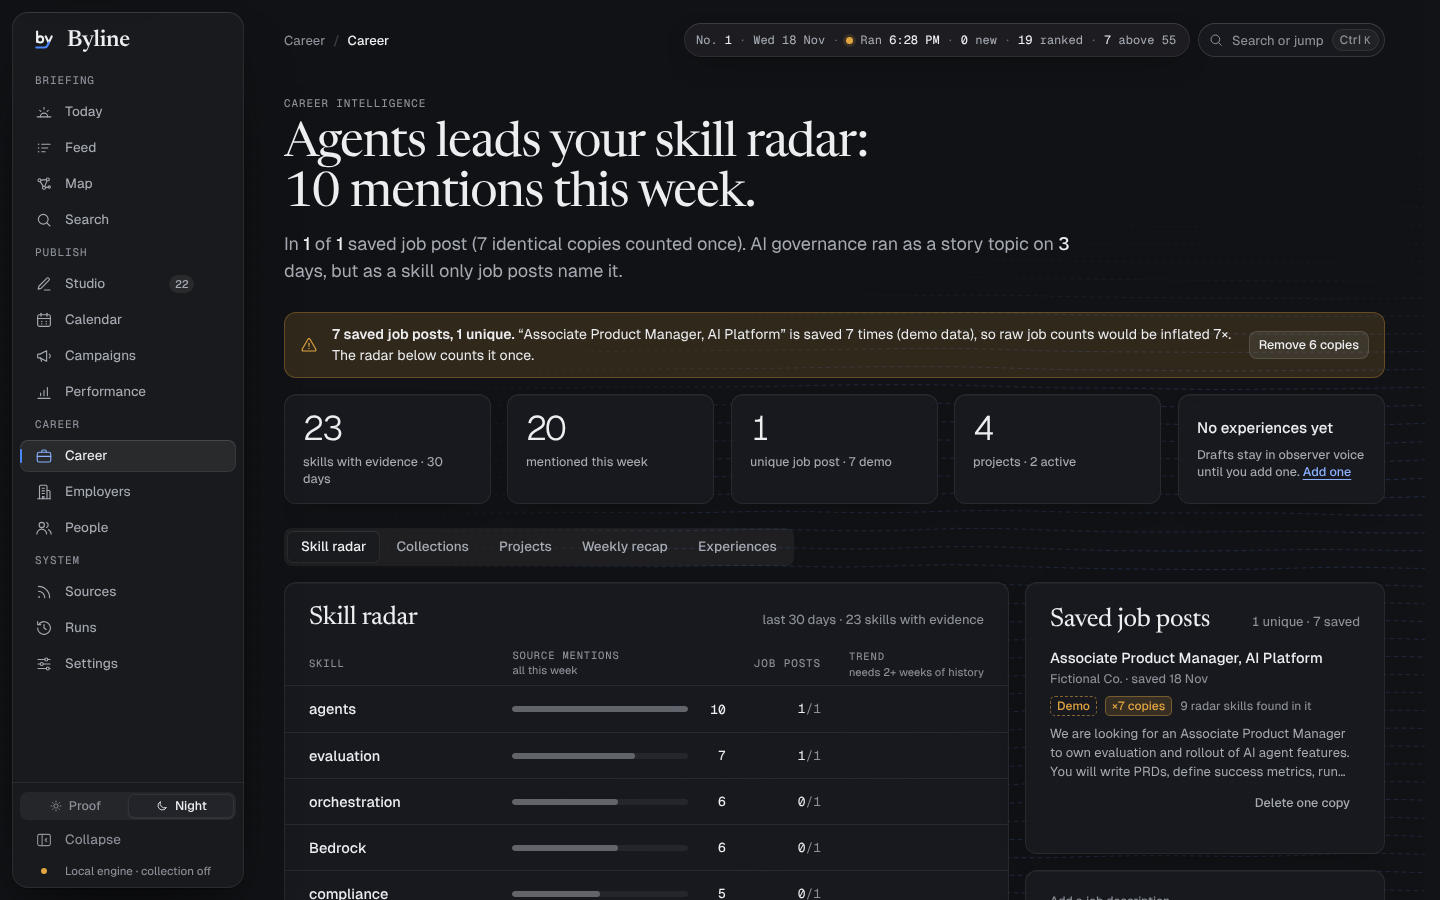 by Byline
BRIEFING
Today
Feed
Map
Search
PUBLISH
Studio 22
Calendar
Campaigns
Performance
CAREER
Career
Employers
People
SYSTEM
Sources
Runs
Settings
Proof Night
Collapse
Local engine · collection off
Career / Career
No. 1 · Wed 18 Nov · Ran 6:28 PM · 0 new · 19 ranked · 7 above 55
Search or jump Ctrl K
CAREER INTELLIGENCE
Agents leads your skill radar:
10 mentions this week.
In 1 of 1 saved job post (7 identical copies counted once). AI governance ran as a story topic on 3
days, but as a skill only job posts name it.
7 saved job posts, 1 unique. “Associate Product Manager, AI Platform” is saved 7 times (demo data), so raw job counts would be inflated 7×.
The radar below counts it once.
Remove 6 copies
23
skills with evidence · 30
days
20
mentioned this week
1
unique job post · 7 demo
4
projects · 2 active
No experiences yet
Drafts stay in observer voice
until you add one. Add one
Skill radar Collections Projects Weekly recap Experiences
Skill radar
last 30 days · 23 skills with evidence
SKILL SOURCE MENTIONS JOB POSTS TREND
all this week needs 2+ weeks of history
agents 10 1/1
evaluation 7 1/1
orchestration 6 0/1
Bedrock 6 0/1
compliance 5 0/1
Saved job posts
1 unique · 7 saved
Associate Product Manager, AI Platform
Fictional Co. · saved 18 Nov
Demo ×7 copies 9 radar skills found in it
We are looking for an Associate Product Manager
to own evaluation and rollout of AI agent features.
You will write PRDs, define success metrics, run…
Delete one copy
Add a job description